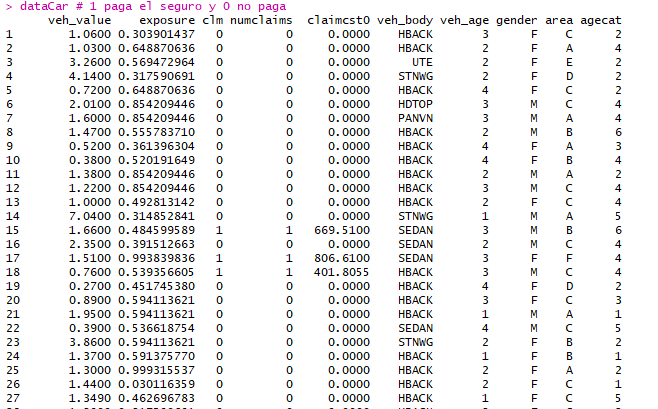 > dataCar # 1 paga el seguro y 0 no paga
veh_value exposure clm numclaims claimcst0 veh_body veh_age gender area agecat
1 1.0600 0.303901437 0 0 0.0000 HBACK 3 F C 2
2 1.0300 0.648870636 0 0 0.0000 HBACK 2 F A 4
3 3.2600 0.569472964 0 0 0.0000 UTE 2 F E 2
4 4.1400 0.317590691 0 0 0.0000 STNWG 2 F D 2
5 0.7200 0.648870636 0 0 0.0000 HBACK 4 F C 2
6 2.0100 0.854209446 0 0 0.0000 HDTOP 3 M C 4
7 1.6000 0.854209446 0 0 0.0000 PANVN 3 M A 4
8 1.4700 0.555783710 0 0 0.0000 HBACK 2 M B 6
9 0.5200 0.361396304 0 0 0.0000 HBACK 4 F A 3
10 0.3800 0.520191649 0 0 0.0000 HBACK 4 F B 4
11 1.3800 0.854209446 0 0 0.0000 HBACK 2 M A 2
12 1.2200 0.854209446 0 0 0.0000 HBACK 3 M C 4
13 1.0000 0.492813142 0 0 0.0000 HBACK 2 F C 4
14 7.0400 0.314852841 0 0 0.0000 STNWG 1 M A 5
15 1.6600 0.484599589 1 1 669.5100 SEDAN 3 M B 6
16 2.3500 0.391512663 0 0 0.0000 SEDAN 2 M C 4
17 1.5100 0.993839836 1 1 806.6100 SEDAN 3 F F 4
18 0.7600 0.539356605 1 1 401.8055 HBACK 3 M C 4
19 0.2700 0.451745380 0 0 0.0000 HBACK 4 F D 2
20 0.8900 0.594113621 0 0 0.0000 HBACK 3 F C 3
21 1.9500 0.594113621 0 0 0.0000 HBACK 1 M A 1
22 0.3900 0.536618754 0 0 0.0000 SEDAN 4 M C 5
23 3.8600 0.594113621 0 0 0.0000 STNWG 2 F B 2
24 1.3700 0.591375770 0 0 0.0000 HBACK 1 F B 1
25 1.3000 0.999315537 0 0 0.0000 HBACK 2 F A 2
26 1.4400 0.030116359 0 0 0.0000 HBACK 2 F C 1
27 1.3490 0.462696783 0 0 0.0000 HBACK 1 F C 5